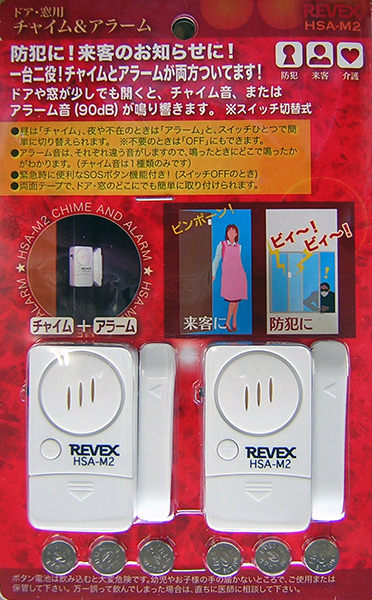 ドア・窓用
チャイム&アラーム
REVEX
HSA-M2
防犯に!来客のお知らせに!
一台二役!チャイムとアラームが両方ついてます!
防犯 来客 介護
ドアや窓が少しでも開くと、チャイム音、または
アラーム音(90dB)が鳴り響きます。 ※スイッチ切替式
●昼は「チャイム」、夜や不在のときは「アラーム」と、スイッチひとつで簡
単に切り替えられます。 ※不要のときは「OFF」にもできます。
●アラーム音は、それぞれ違う音がしますので、鳴ったときにどこで鳴ったか
がわかります。(チャイム音は1種類のみです)
●緊急時に便利なSOSボタン機能付き!(スイッチOFFのとき)
●両面テープで、ドア・窓のどこにでも簡単に取り付けられます。
★ HSA-M2 CHIME AND ALARM ★
チャイム+アラーム
ピンポーン!
来客に
ビィ〜!
ビィ〜!
防犯に
REVEX
HSA-M2
REVEX
HSA-M2
ボタン電池は飲み込むと大変危険です。幼児やお子様の手の届かないところで、ご使用または
保管して下さい。万一誤って飲んでしまった場合は、直ちに医師に相談して下さい。